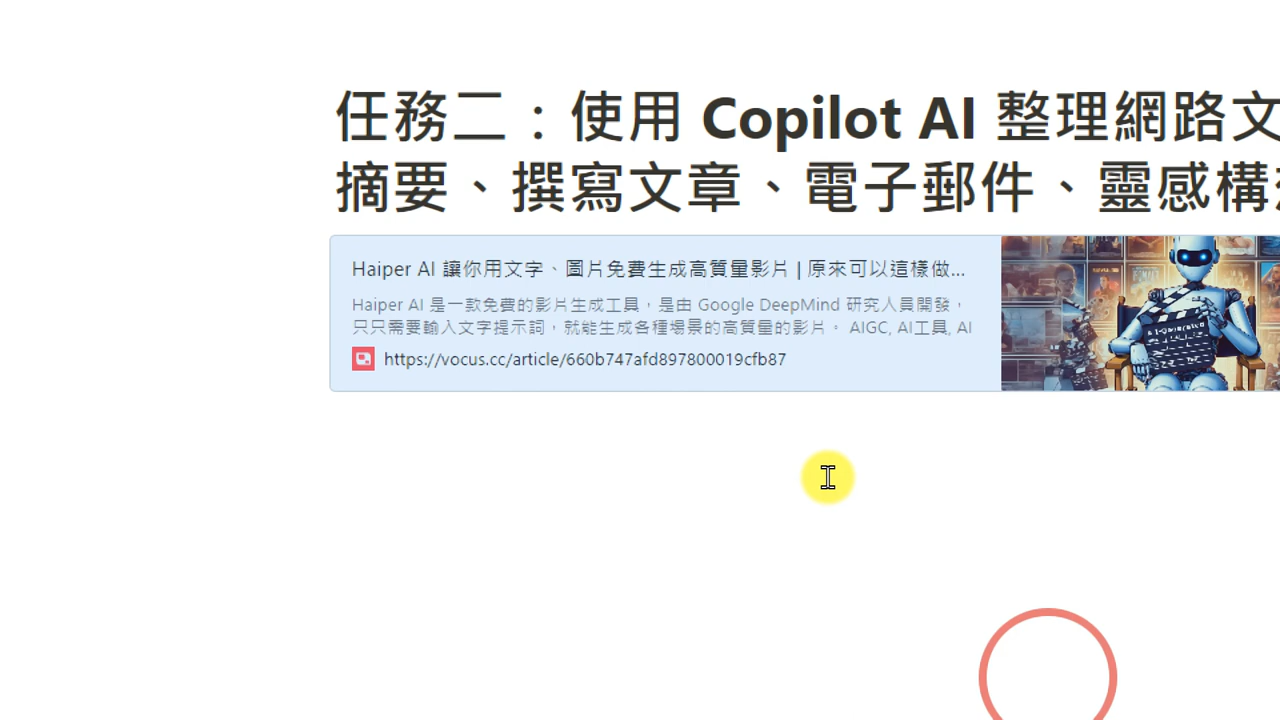 任務二：使用 Copilot AI 整理網路文
摘要、撰寫文章、電子郵件、靈感構
Haiper AI 讓你用文字、圖片免費生成高質量影片 | 原來可以這樣做...
Haiper AI 是一款免費的影片生成工具，是由 Google DeepMind 研究人員開發，
只只需要輸入文字提示詞，就能生成各種場景的高質量的影片。 AIGC, AI工具, AI
https://vocus.cc/article/660b747afd897800019cfb87